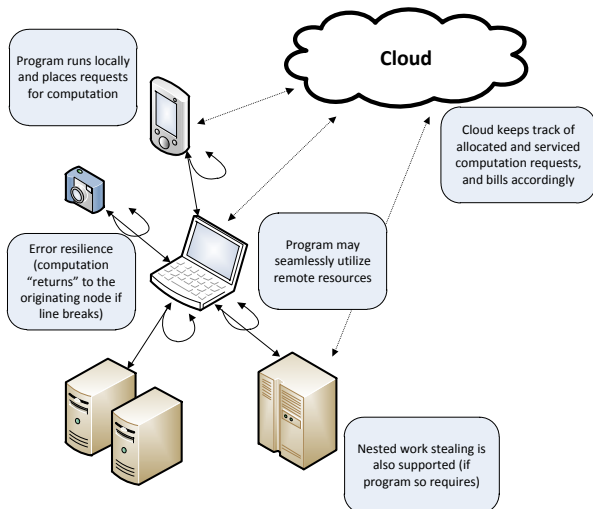 Cloud
Program runs locally
and places requests
for computation
Cloud keeps track of
allocated and serviced
computation requests,
and bills accordingly
Error resilience
(computation
“returns” to the
originating node if
line breaks)
Program may
seamlessly utilize
remote resources
Nested work stealing is
also supported (if
program so requires)